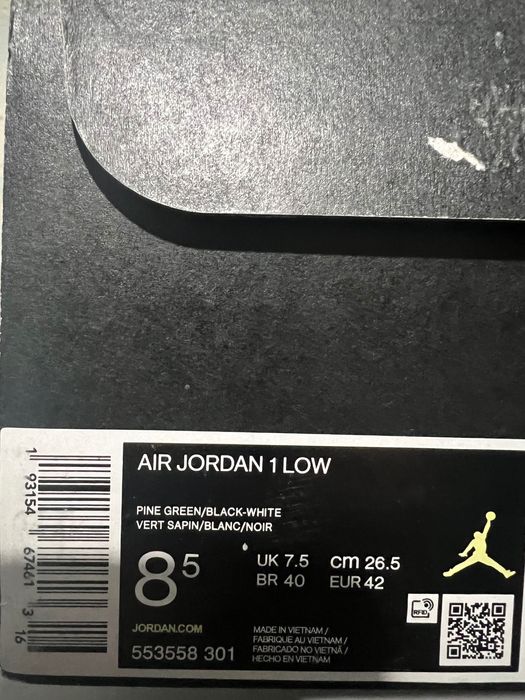 AIR JORDAN 1 LOW
PINE GREEN/BLACK-WHITE
VERT SAPIN/BLANC/NOIR
8 5
UK 7.5 cm 26.5
BR 40 EUR 42
RFID
JORDAN.COM
553558 301
MADE IN VIETNAM /
FABRIQUE AU VIETNAM /
FABRICADO NO VIETNÃ /
HECHO EN VIETNAM
1 93154 67461 3
16